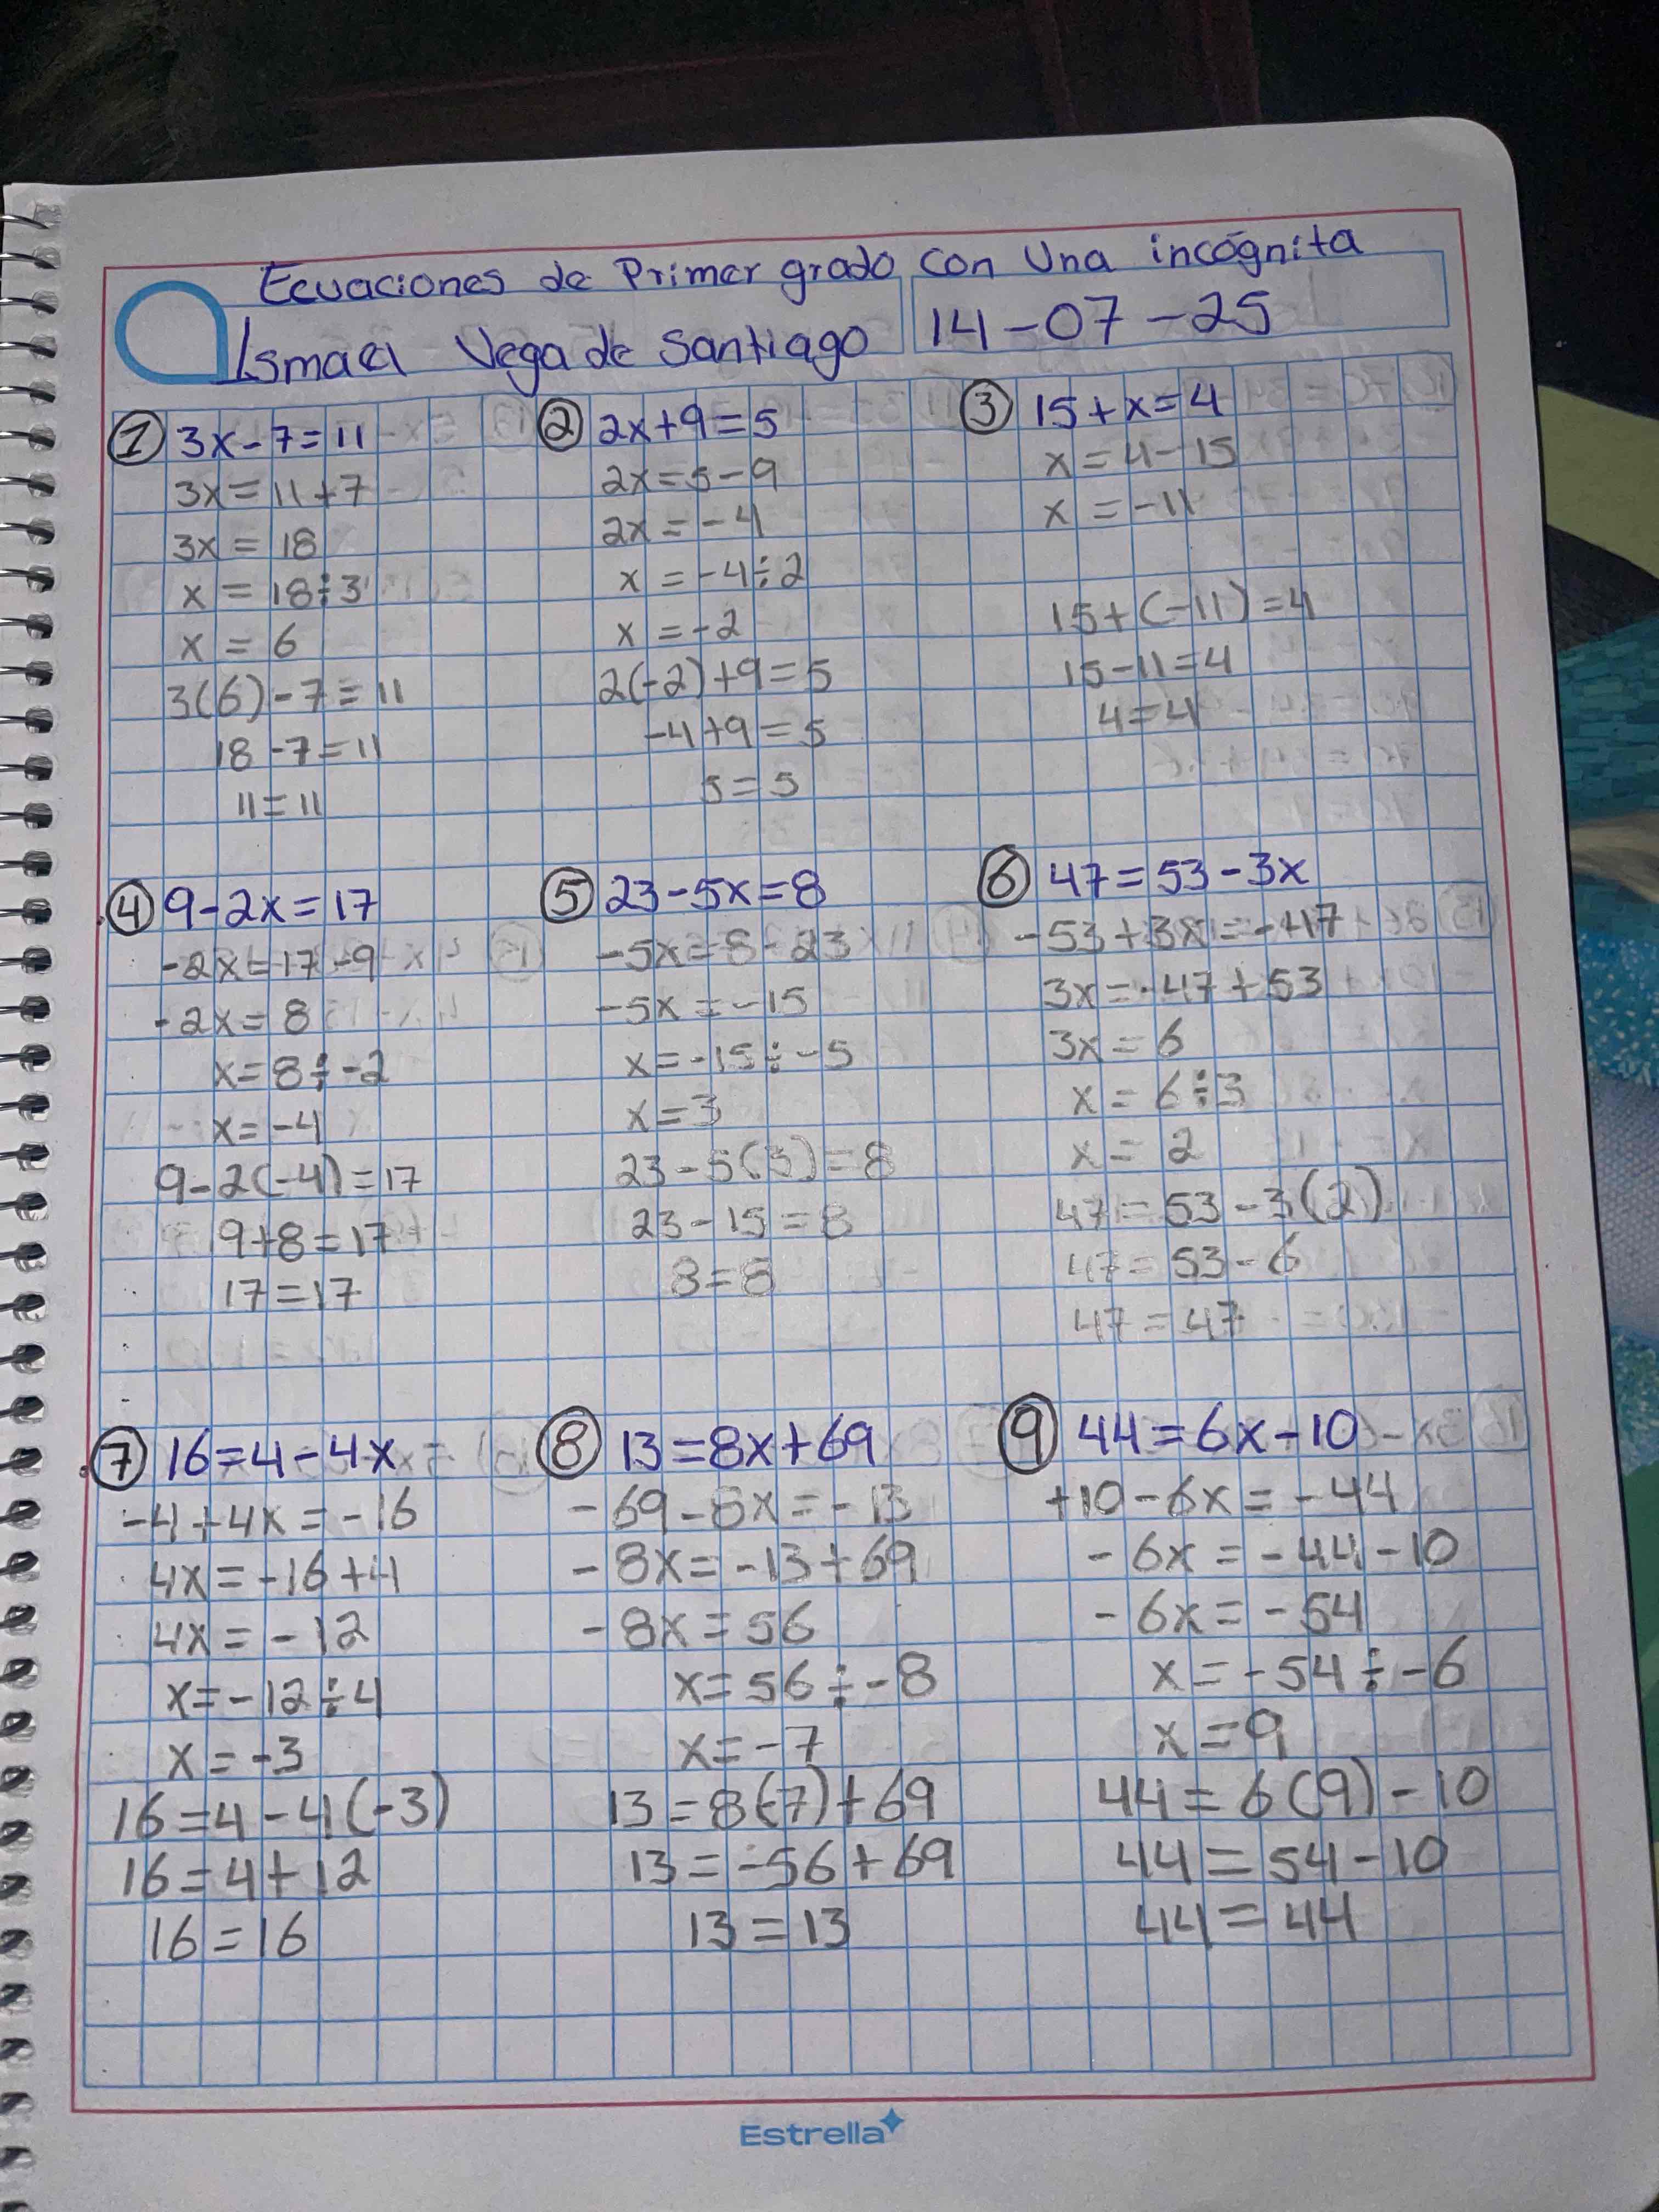 Ecuaciones de Primer grado con Una incógnita
Ismael Vega de Santiago 14-07-25
① 3x-7=11
3x=11+7
3x=18
x=18÷3
x=6
3(6)-7=11
18-7=11
11=11
② 2x+9=5
2x=5-9
2x=-4
x=-4÷2
x=-2
2(-2)+9=5
-4+9=5
5=5
③ 15+x=4
x=4-15
x=-11
15+(-11)=4
15-11=4
4=4
④ 9-2x=17
-2x=17-9
-2x=8
x=8÷-2
x=-4
9-2(-4)=17
9+8=17
17=17
⑤ 23-5x=8
-5x=8-23
-5x=-15
x=-15÷-5
x=3
23-5(3)=8
23-15=8
8=8
⑥ 47=53-3x
-53+3x=-47
3x=-47+53
3x=6
x=6÷3
x=2
47=53-3(2)
47=53-6
47=47
⑦ 16=4-4x
-4+4x=-16
4x=-16+4
4x=-12
x=-12÷4
x=-3
16=4-4(-3)
16=4+12
16=16
⑧ 13=8x+69
-69-8x=-13
-8x=-13+69
-8x=56
x=56÷-8
x=-7
13=8(-7)+69
13=-56+69
13=13
⑨ 44=6x-10
+10-6x=-44
-6x=-44-10
-6x=-54
x=-54÷-6
x=9
44=6(9)-10
44=54-10
44=44
Estrella